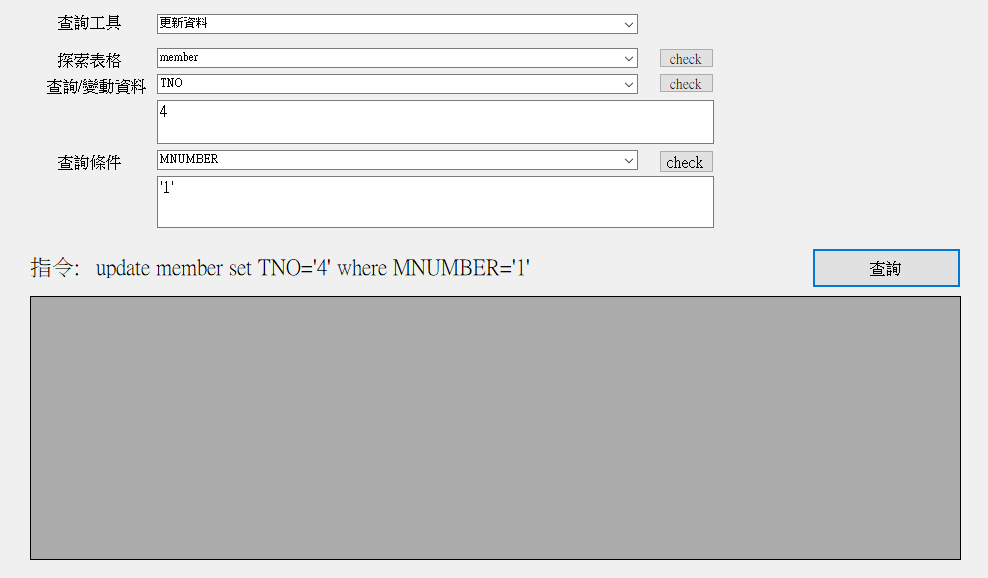 查詢工具 更新資料
探索表格 member check
查詢/變動資料 TNO check
4
查詢條件 MNUMBER check
'1'
指令: update member set TNO='4' where MNUMBER='1' 查詢